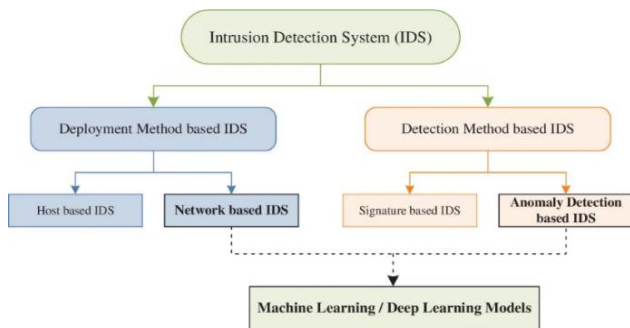 Intrusion Detection System (IDS)
Deployment Method based IDS
Detection Method based IDS
Host based IDS
Network based IDS
Signature based IDS
Anomaly Detection
based IDS
Machine Learning / Deep Learning Models